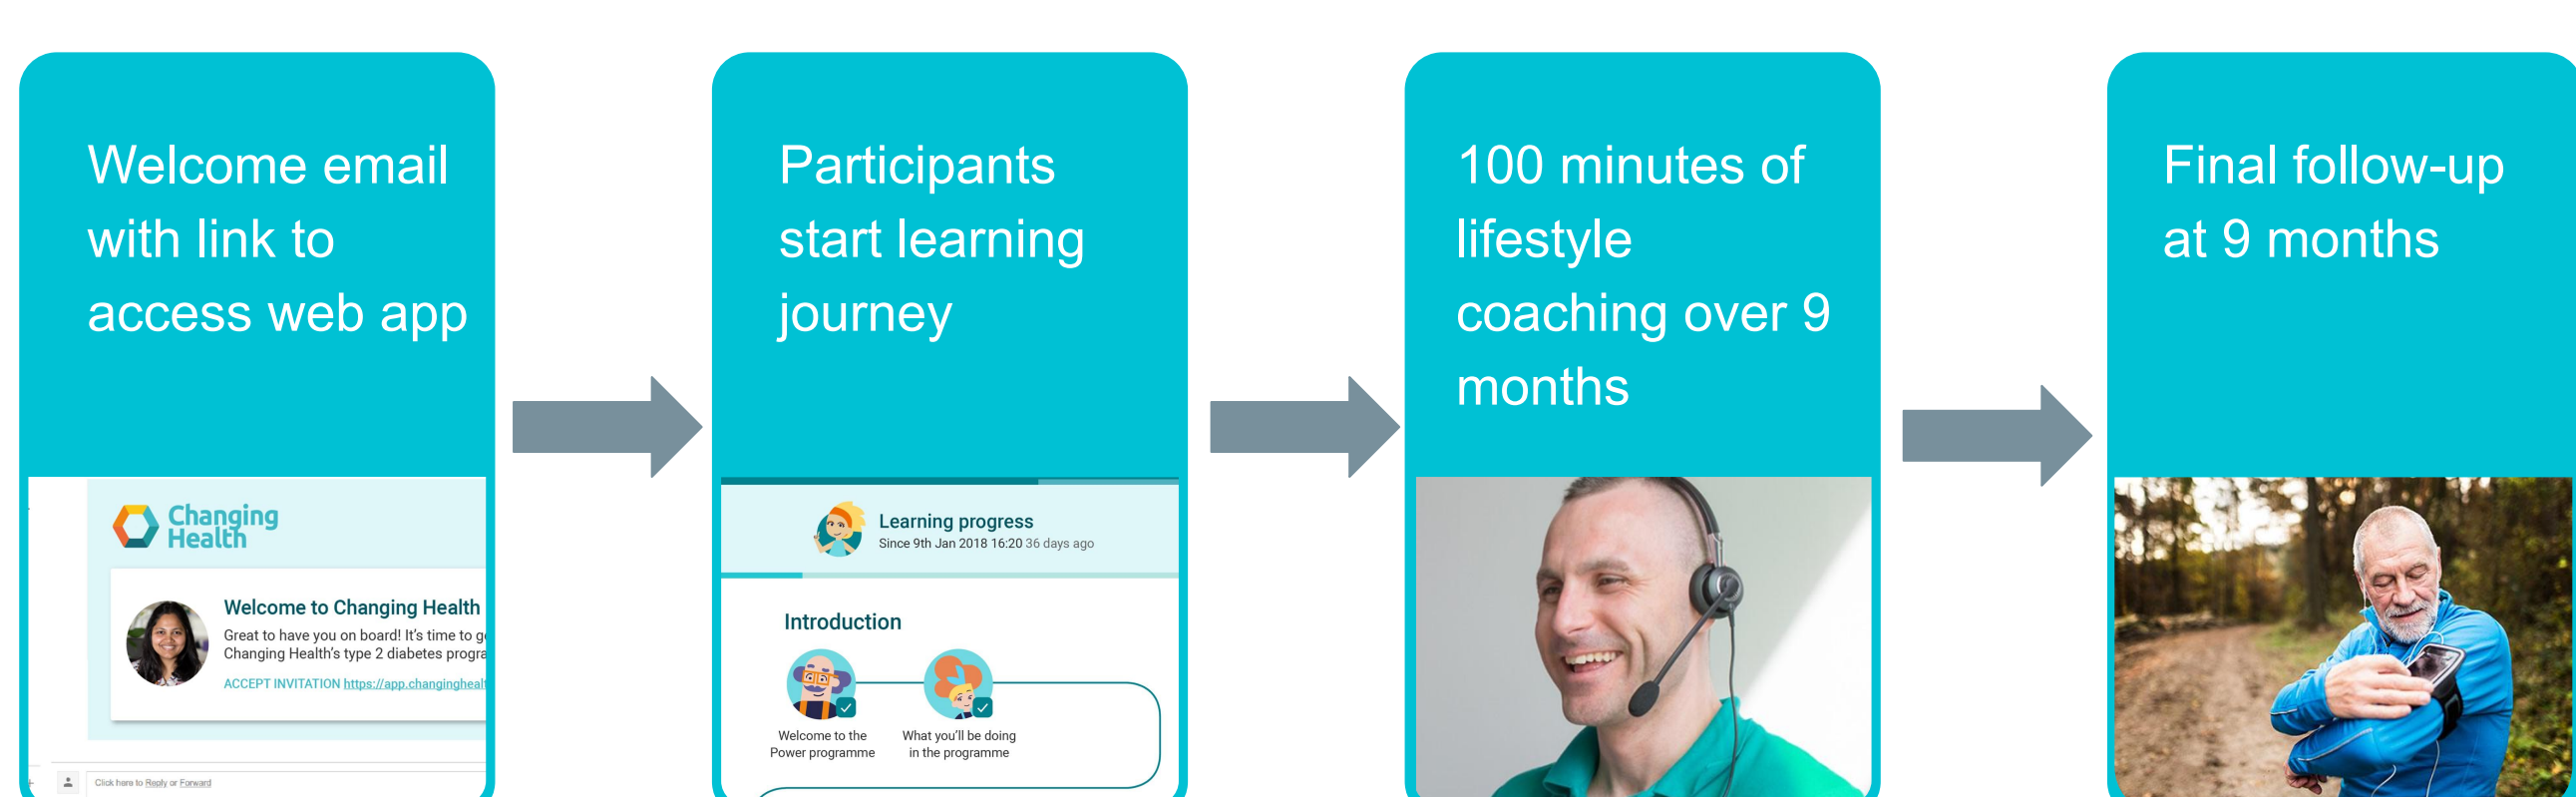 Welcome email
with link to
access web app
Changing
Health
Welcome to Changing Health
Great to have you on board! It's time to
Changing Health's type 2 diabetes
ACCEPT INVITATION
Click here to Reply or Forward
Participants
start learning
journey
Learning progress
Since 9th Jan 2018 16:20 36 days ago
Introduction
Welcome to the
Power programme
What you'll be doing
in the programme
100 minutes of
lifestyle
coaching over 9
months
Final follow-up
at 9 months